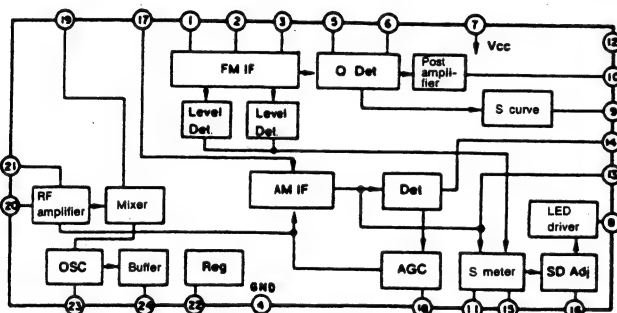 19 17 1 2 3 5 6 7
12
Vcc
FM IF
Q Det
Post
ampli-
fier
10
Level
Det.
Level
Det.
S curve
9
14
21
13
20
RF
amplifier
Mixer
AM IF
Det
LED
driver
8
OSC
Buffer
Reg
GND
AGC
S meter
SD Adj
23 24 22 4 18 11 15 16